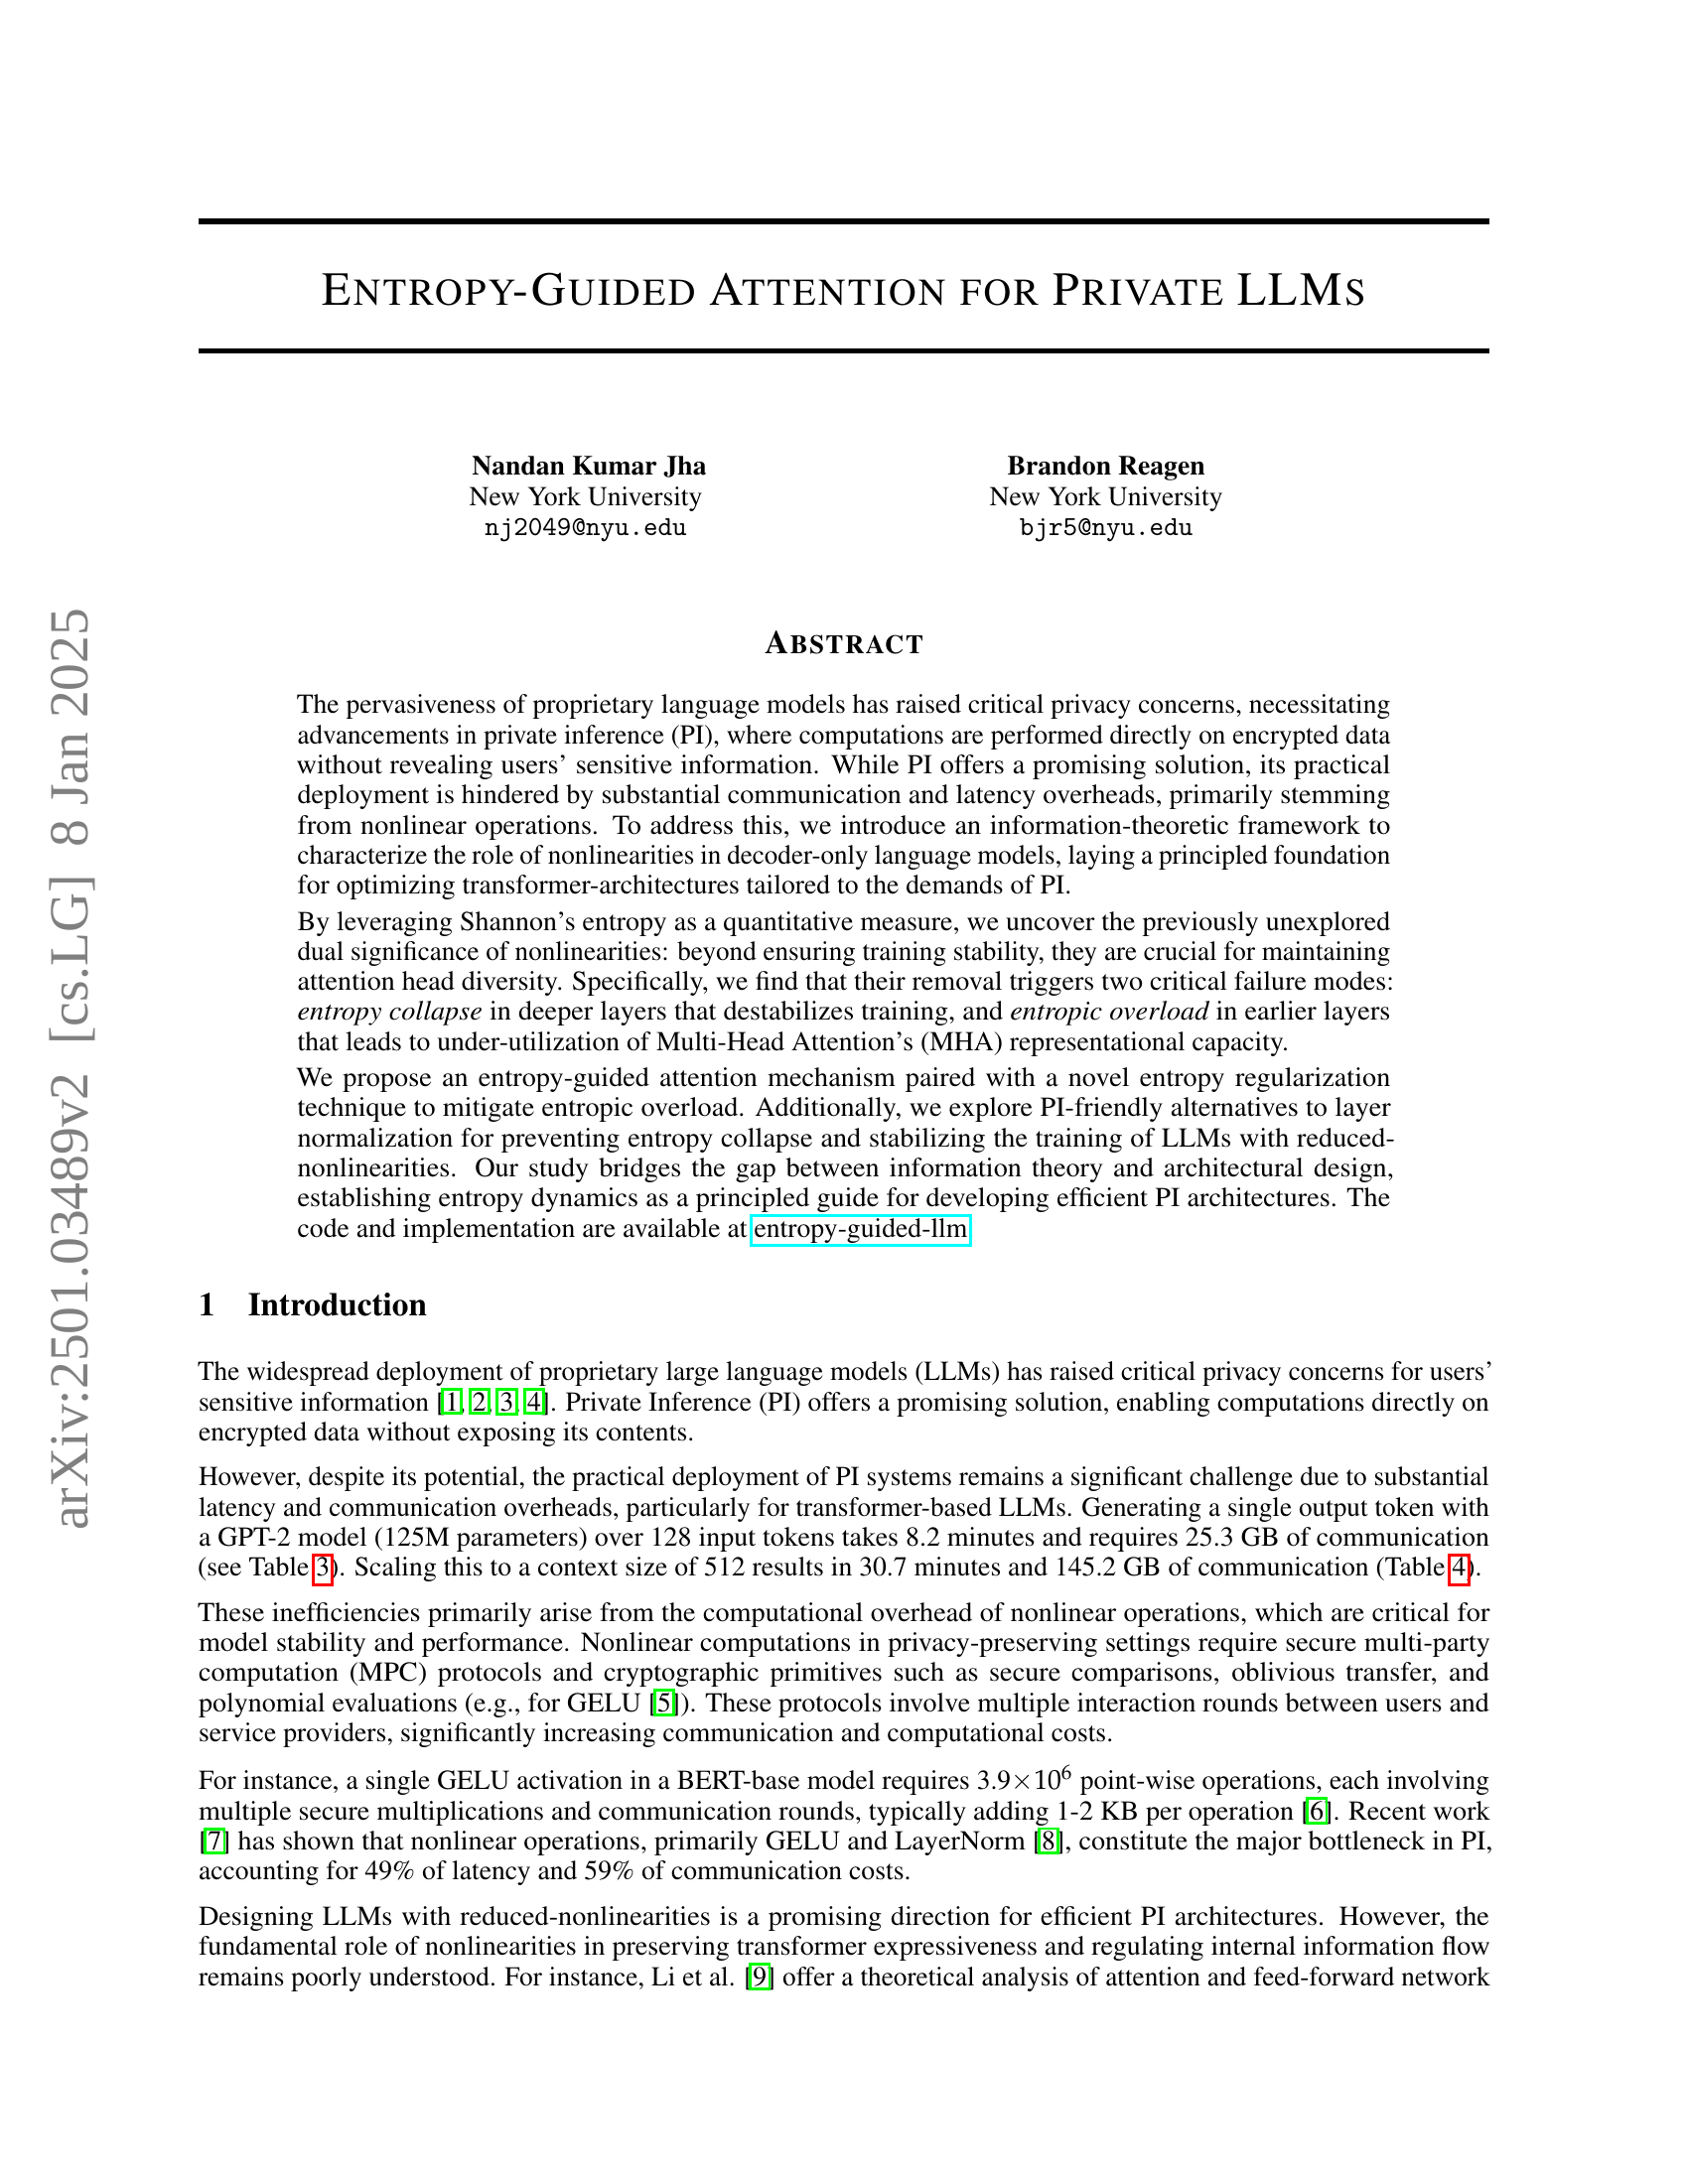 ENTROPY-GUIDED ATTENTION FOR PRIVATE LLMS
Nandan Kumar Jha
New York University
nj2049@nyu.edu
Brandon Reagen
New York University
bjr5@nyu.edu
arXiv:2501.03489v2 [cs.LG] 8 Jan 2025
ABSTRACT
The pervasiveness of proprietary language models has raised critical privacy concerns, necessitating
advancements in private inference (PI), where computations are performed directly on encrypted data
without revealing users' sensitive information. While PI offers a promising solution, its practical
deployment is hindered by substantial communication and latency overheads, primarily stemming
from nonlinear operations. To address this, we introduce an information-theoretic framework to
characterize the role of nonlinearities in decoder-only language models, laying a principled foundation
for optimizing transformer-architectures tailored to the demands of PI.
By leveraging Shannon's entropy as a quantitative measure, we uncover the previously unexplored
dual significance of nonlinearities: beyond ensuring training stability, they are crucial for maintaining
attention head diversity. Specifically, we find that their removal triggers two critical failure modes:
entropy collapse in deeper layers that destabilizes training, and entropic overload in earlier layers
that leads to under-utilization of Multi-Head Attention's (MHA) representational capacity.
We propose an entropy-guided attention mechanism paired with a novel entropy regularization
technique to mitigate entropic overload. Additionally, we explore PI-friendly alternatives to layer
normalization for preventing entropy collapse and stabilizing the training of LLMs with reduced-
nonlinearities. Our study bridges the gap between information theory and architectural design,
establishing entropy dynamics as a principled guide for developing efficient PI architectures. The
code and implementation are available at entropy-guided-llm
1 Introduction
The widespread deployment of proprietary large language models (LLMs) has raised critical privacy concerns for users'
sensitive information [1, 2, 3, 4]. Private Inference (PI) offers a promising solution, enabling computations directly on
encrypted data without exposing its contents.
However, despite its potential, the practical deployment of PI systems remains a significant challenge due to substantial
latency and communication overheads, particularly for transformer-based LLMs. Generating a single output token with
a GPT-2 model (125M parameters) over 128 input tokens takes 8.2 minutes and requires 25.3 GB of communication
(see Table 3). Scaling this to a context size of 512 results in 30.7 minutes and 145.2 GB of communication (Table 4).
These inefficiencies primarily arise from the computational overhead of nonlinear operations, which are critical for
model stability and performance. Nonlinear computations in privacy-preserving settings require secure multi-party
computation (MPC) protocols and cryptographic primitives such as secure comparisons, oblivious transfer, and
polynomial evaluations (e.g., for GELU [5]). These protocols involve multiple interaction rounds between users and
service providers, significantly increasing communication and computational costs.
For instance, a single GELU activation in a BERT-base model requires 3.9×10⁶ point-wise operations, each involving
multiple secure multiplications and communication rounds, typically adding 1-2 KB per operation [6]. Recent work
[7] has shown that nonlinear operations, primarily GELU and LayerNorm [8], constitute the major bottleneck in PI,
accounting for 49% of latency and 59% of communication costs.
Designing LLMs with reduced-nonlinearities is a promising direction for efficient PI architectures. However, the
fundamental role of nonlinearities in preserving transformer expressiveness and regulating internal information flow
remains poorly understood. For instance, Li et al. [9] offer a theoretical analysis of attention and feed-forward network